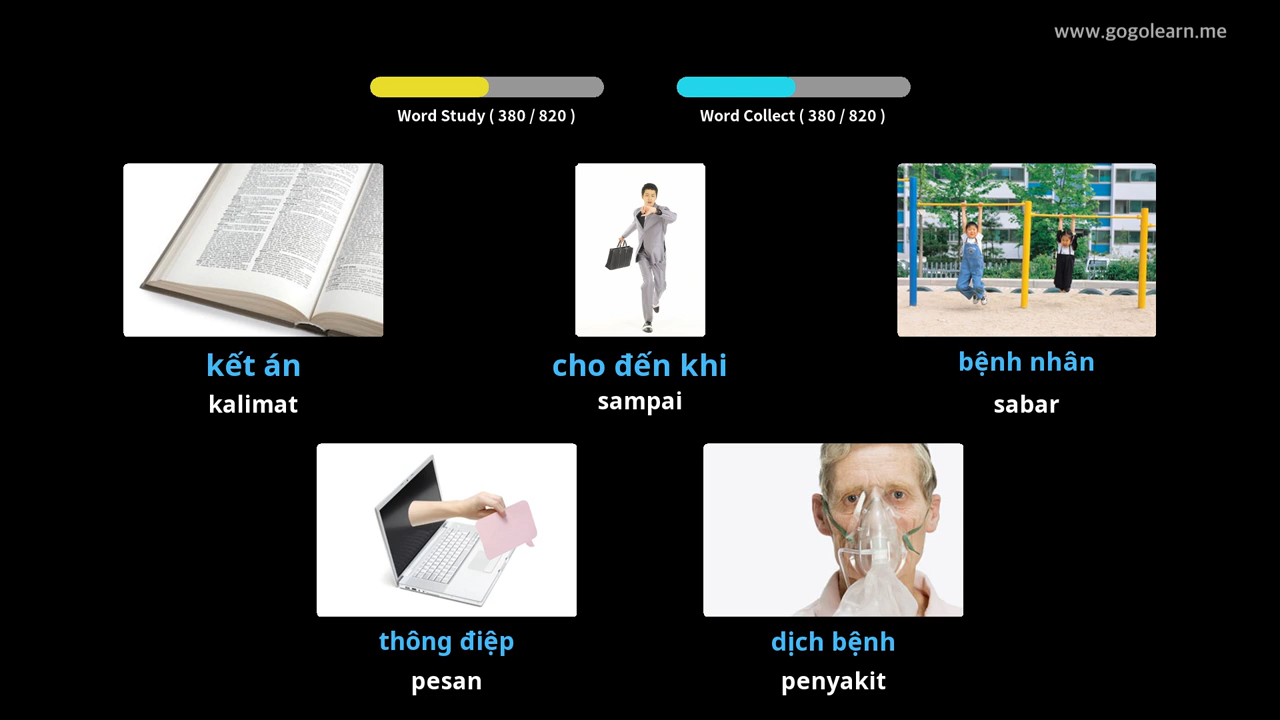 www.gogolearn.me
Word Study ( 380 / 820 )
Word Collect ( 380 / 820 )
kết án
kalimat
cho đến khi
sampai
bệnh nhân
sabar
thông điệp
pesan
dịch bệnh
penyakit